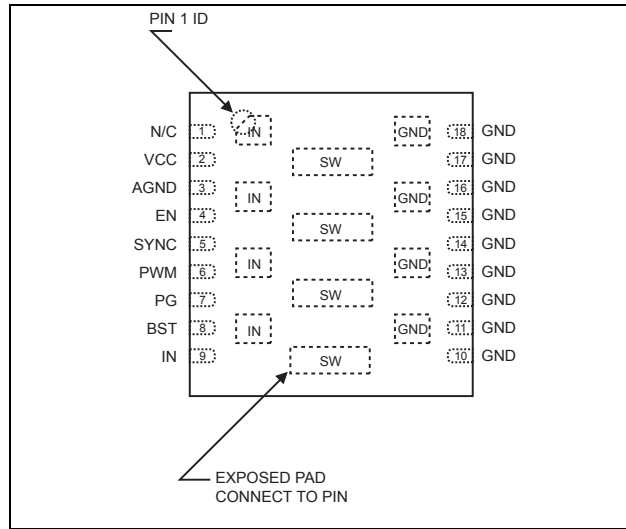 PIN 1 ID
N/C 1 IN GND 18 GND
VCC 2 SW 17 GND
AGND 3 IN GND 16 GND
EN 4 SW 15 GND
SYNC 5 14 GND
PWM 6 IN GND 13 GND
PG 7 SW 12 GND
BST 8 IN GND 11 GND
IN 9 SW 10 GND
EXPOSED PAD
CONNECT TO PIN